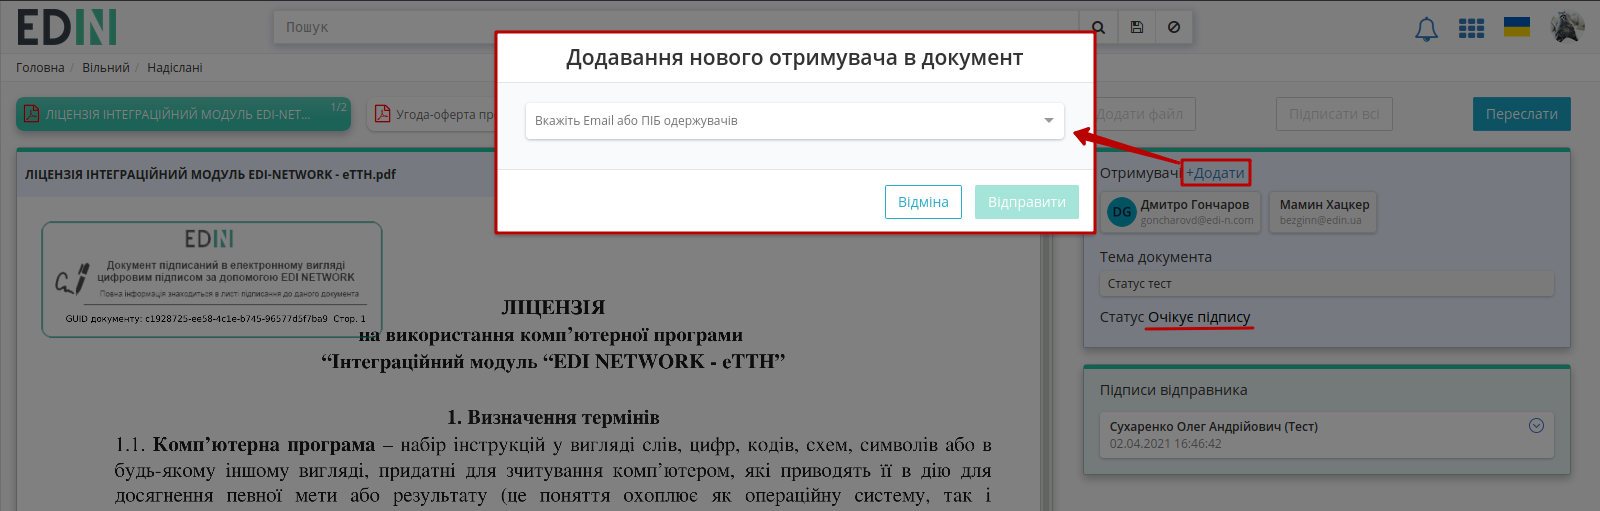 EDIN
Пошук
Головна / Вільний / Надіслані
ЛІЦЕНЗІЯ ІНТЕГРАЦІЙНИЙ МОДУЛЬ EDI-NET...
1/2
Угода-оферта пр
Додати файл
Підписати всі
Переслати
Додавання нового отримувача в документ
Вкажіть Email або ПІБ одержувачів
Відміна
Відправити
ЛІЦЕНЗІЯ ІНТЕГРАЦІЙНИЙ МОДУЛЬ EDI-NETWORK - еТТН.pdf
EDIN
Документ підписаний в електронному вигляді
цифровим підписом за допомогою EDI NETWORK
Повна інформація знаходиться в листі підписання до даного документа
GUID документу: c1928725-ee58-4c1e-b745-96577d5f7ba9 Стор. 1
ЛІЦЕНЗІЯ
на використання комп’ютерної програми
“Інтеграційний модуль “EDI NETWORK - еТТН”
1. Визначення термінів
1.1. Комп’ютерна програма – набір інструкцій у вигляді слів, цифр, кодів, схем, символів або в
будь-якому іншому вигляді, придатні для зчитування комп’ютером, які приводять її в дію для
досягнення певної мети або результату (це поняття охоплює як операційну систему, так і
Отримувачі +Додати
DG
Дмитро Гончаров
goncharovd@edi-n.com
Мамин Хацкер
bezginn@edin.ua
Тема документа
Статус тест
Статус Очікує підпису
Підписи відправника
Сухаренко Олег Андрійович (Тест)
02.04.2021 16:46:42